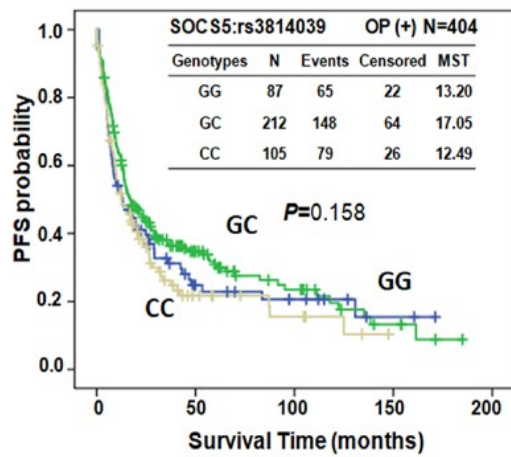 SOCS5:rs3814039 OP (+) N=404
Genotypes N Events Censored MST
GG 87 65 22 13.20
GC 212 148 64 17.05
CC 105 79 26 12.49
P=0.158
GC
GG
CC
PFS probability
1.0
0.8
0.6
0.4
0.2
0.0
0 50 100 150 200
Survival Time (months)